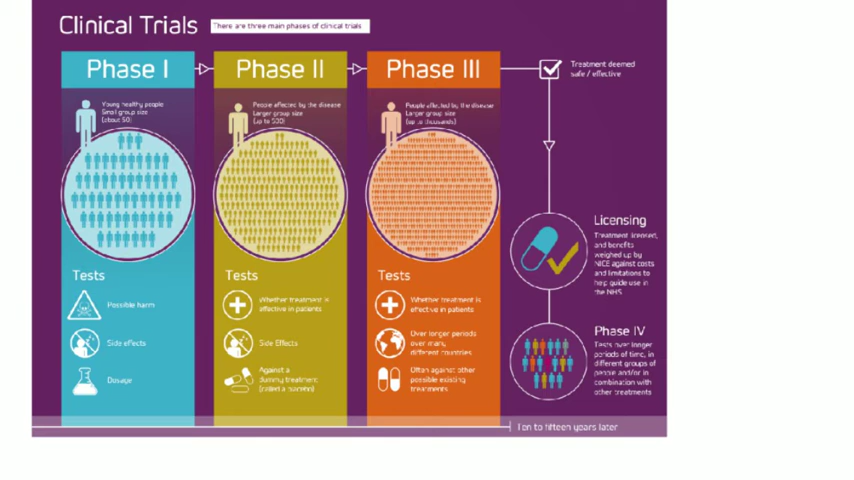 Clinical Trials
There are three main phases of clinical trials
Phase I
Young healthy people
Small group size
(about 50)
Tests
Possible harm
Side effects
Dosage
Phase II
People affected by the disease
Larger group size
(up to 500)
Tests
Whether treatment is
effective in patients
Side Effects
Against a
dummy treatment
(called a placebo)
Phase III
People affected by the disease
Larger group size
(up to thousands)
Tests
Whether treatment is
effective in patients
Over longer periods
over many
different countries
Often against other
possible existing
treatments
Treatment deemed
safe / effective
Licensing
Treatment licensed,
and benefits
weighed up by
NICE against costs
and limitations to
help guide use in
the NHS
Phase IV
Tests over longer
periods of time, in
different groups of
people and/or in
combination with
other treatments
Ten to fifteen years later